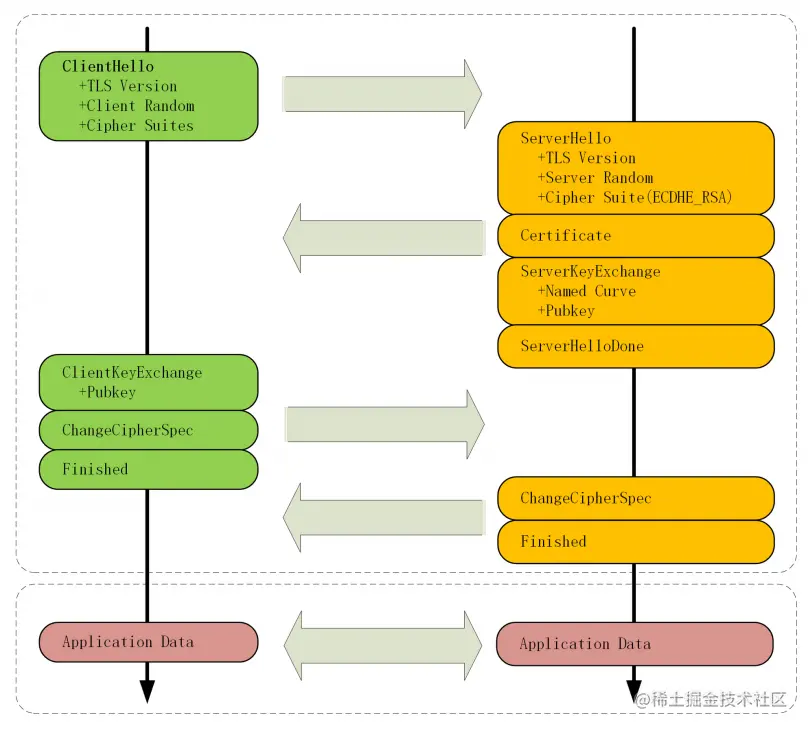 ClientHello
+TLS Version
+Client Random
+Cipher Suites
ServerHello
+TLS Version
+Server Random
+Cipher Suite(ECDHE_RSA)
Certificate
ServerKeyExchange
+Named Curve
+Pubkey
ServerHelloDone
ClientKeyExchange
+Pubkey
ChangeCipherSpec
Finished
ChangeCipherSpec
Finished
Application Data
Application Data
@稀土掘金技术社区